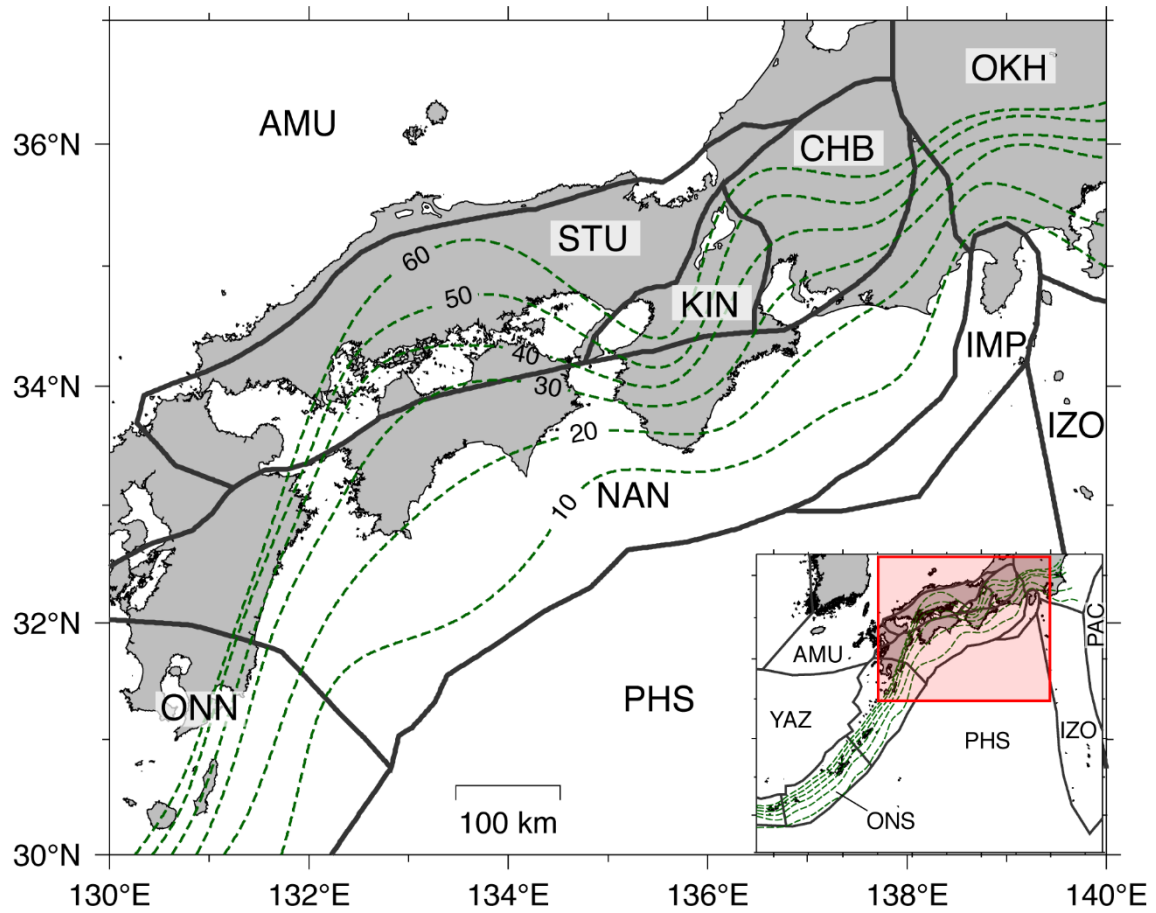 OKH
AMU
36°N
CHB
STU
60
50
KIN
40
IMP
34°N
30
20
IZO
NAN
10
32°N
ONN
PHS
100 km
30°N
130°E
132°E
134°E
136°E
138°E
140°E
PAC
AMU
YAZ
PHS
IZO
ONS